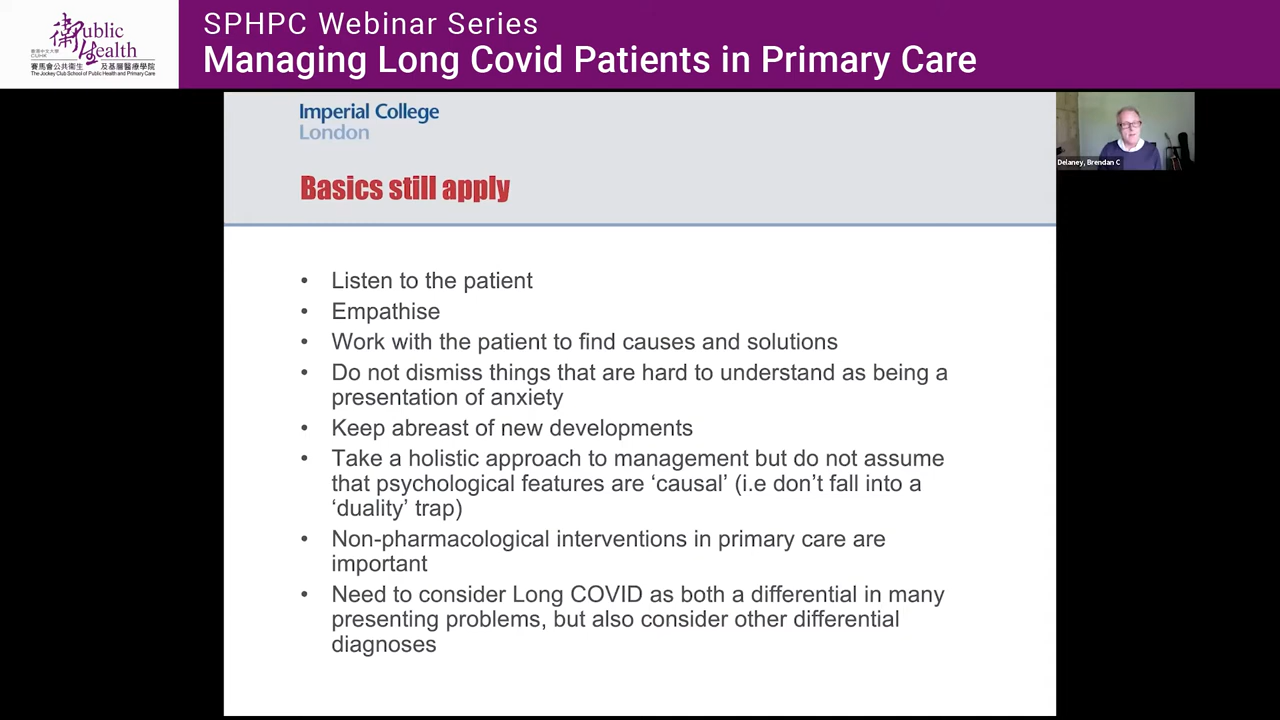 衛
Public
Health
香港中文大學
CUHK
賽馬會公共衞生及基層醫療學院
The Jockey Club School of Public Health and Primary Care
SPHPC Webinar Series
Managing Long Covid Patients in Primary Care
Imperial College
London
Delaney, Brendan C
Basics still apply
• Listen to the patient
• Empathise
• Work with the patient to find causes and solutions
• Do not dismiss things that are hard to understand as being a
presentation of anxiety
• Keep abreast of new developments
• Take a holistic approach to management but do not assume
that psychological features are ‘causal’ (i.e don’t fall into a
‘duality’ trap)
• Non-pharmacological interventions in primary care are
important
• Need to consider Long COVID as both a differential in many
presenting problems, but also consider other differential
diagnoses